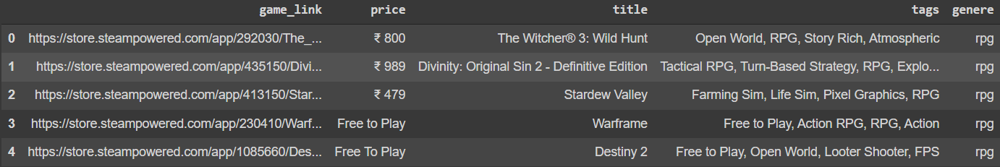 game_link price title tags genere
0 https://store.steampowered.com/app/292030/The_... ₹ 800 The Witcher® 3: Wild Hunt Open World, RPG, Story Rich, Atmospheric rpg
1 https://store.steampowered.com/app/435150/Divi... ₹ 989 Divinity: Original Sin 2 - Definitive Edition Tactical RPG, Turn-Based Strategy, RPG, Explo... rpg
2 https://store.steampowered.com/app/413150/Star... ₹ 479 Stardew Valley Farming Sim, Life Sim, Pixel Graphics, RPG rpg
3 https://store.steampowered.com/app/230410/Warf... Free to Play Warframe Free to Play, Action RPG, RPG, Action rpg
4 https://store.steampowered.com/app/1085660/Des... Free To Play Destiny 2 Free to Play, Open World, Looter Shooter, FPS rpg